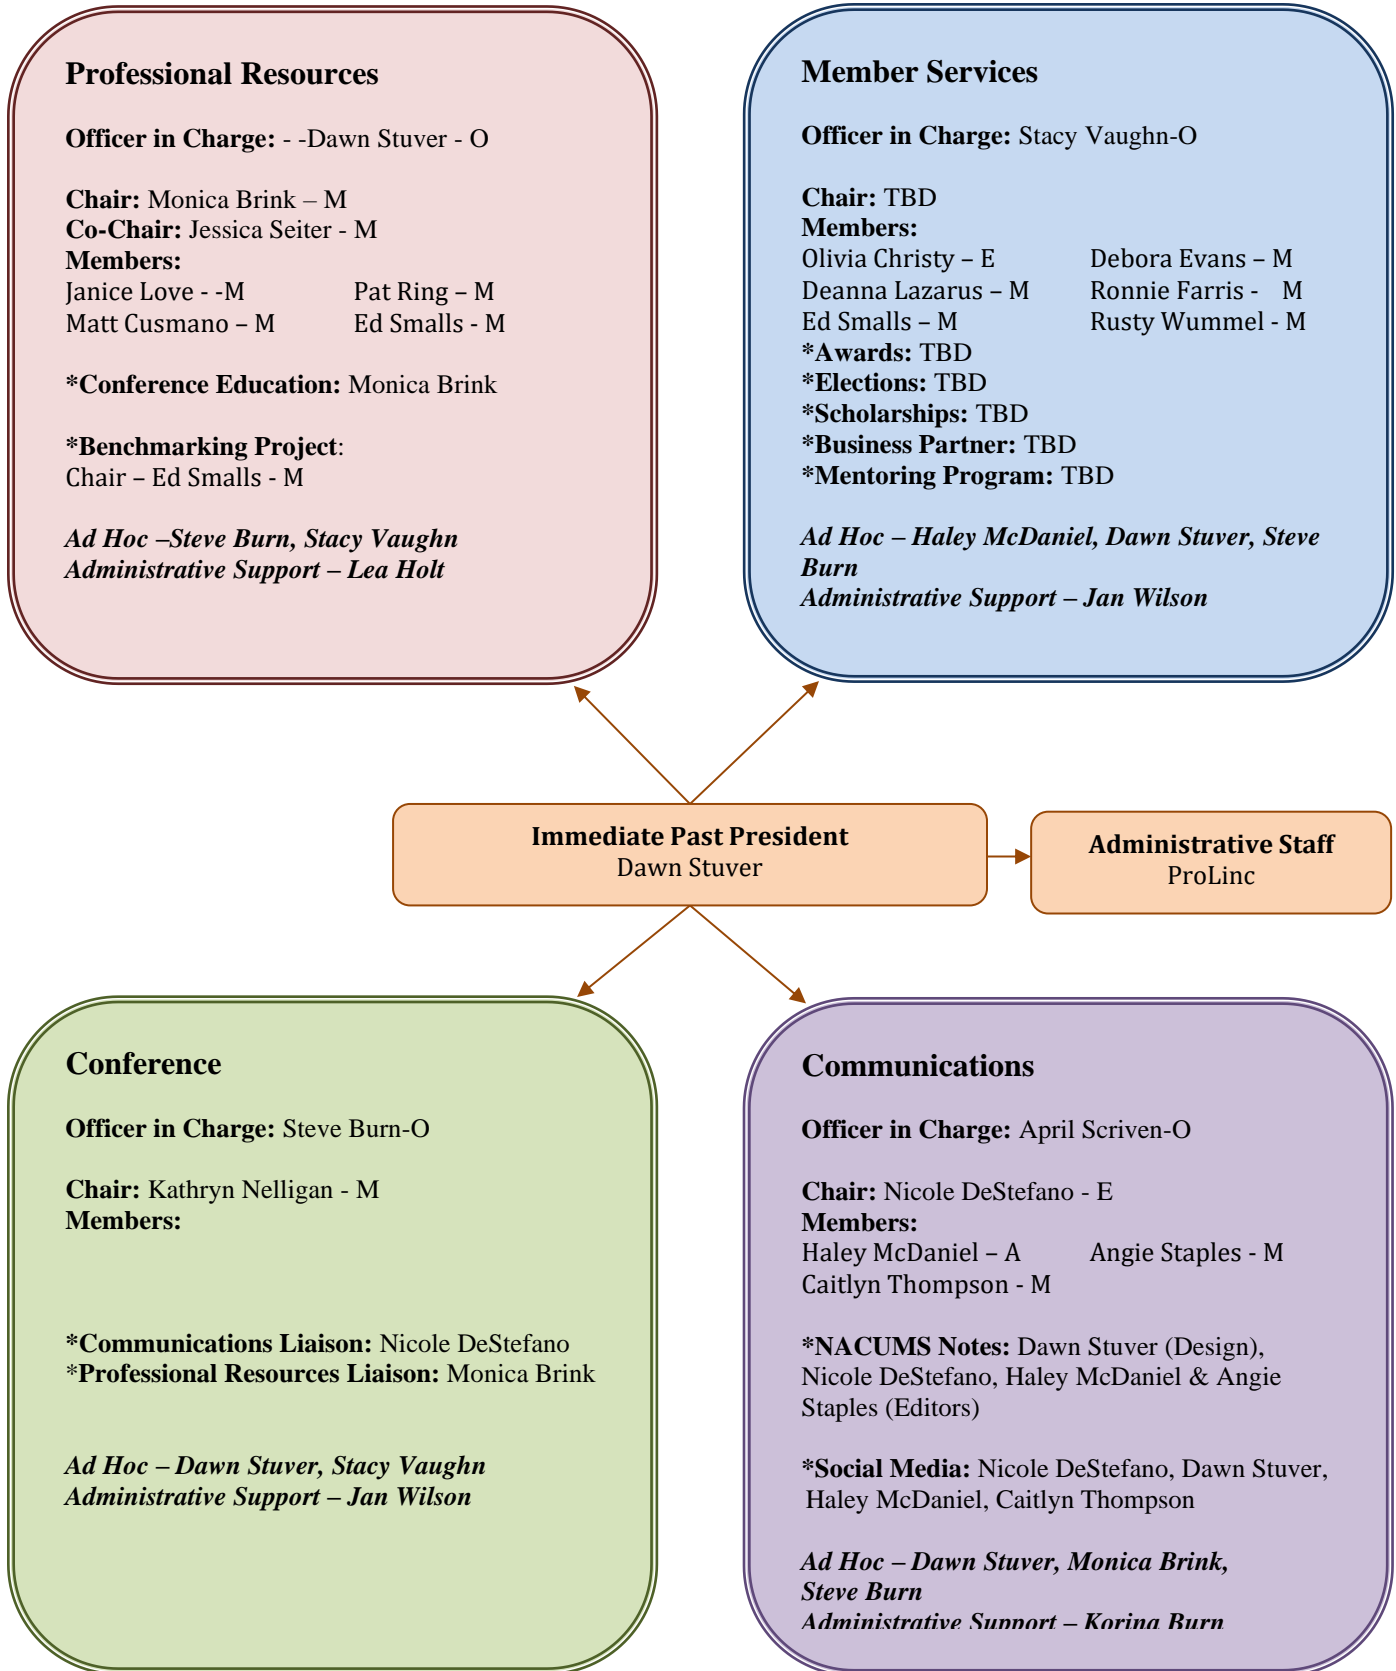 Professional Resources
Officer in Charge: - -Dawn Stuver - O
Chair: Monica Brink – M
Co-Chair: Jessica Seiter - M
Members:
Janice Love - -M Pat Ring – M
Matt Cusmano – M Ed Smalls - M
*Conference Education: Monica Brink
*Benchmarking Project:
Chair – Ed Smalls - M
Ad Hoc –Steve Burn, Stacy Vaughn
Administrative Support – Lea Holt
Member Services
Officer in Charge: Stacy Vaughn-O
Chair: TBD
Members:
Olivia Christy – E Debora Evans – M
Deanna Lazarus – M Ronnie Farris - M
Ed Smalls – M Rusty Wummel - M
*Awards: TBD
*Elections: TBD
*Scholarships: TBD
*Business Partner: TBD
*Mentoring Program: TBD
Ad Hoc – Haley McDaniel, Dawn Stuver, Steve
Burn
Administrative Support – Jan Wilson
Immediate Past President
Dawn Stuver
Administrative Staff
ProLinc
Conference
Officer in Charge: Steve Burn-O
Chair: Kathryn Nelligan - M
Members:
*Communications Liaison: Nicole DeStefano
*Professional Resources Liaison: Monica Brink
Ad Hoc – Dawn Stuver, Stacy Vaughn
Administrative Support – Jan Wilson
Communications
Officer in Charge: April Scriven-O
Chair: Nicole DeStefano - E
Members:
Haley McDaniel – A Angie Staples - M
Caitlyn Thompson - M
*NACUMS Notes: Dawn Stuver (Design),
Nicole DeStefano, Haley McDaniel & Angie
Staples (Editors)
*Social Media: Nicole DeStefano, Dawn Stuver,
Haley McDaniel, Caitlyn Thompson
Ad Hoc – Dawn Stuver, Monica Brink,
Steve Burn
Administrative Support – Korina Burn